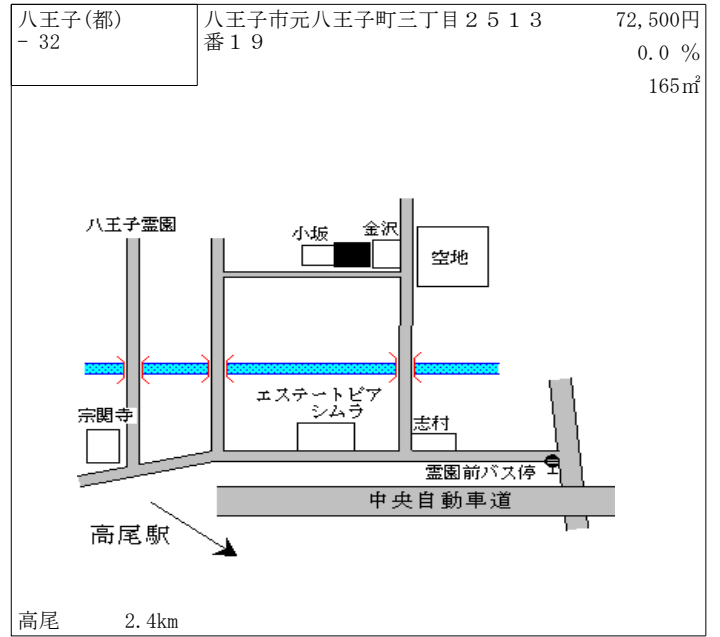 八王子(都)
- 32
八王子市元八王子町三丁目２５１３
番１９
72,500円
0.0 %
165㎡
八王子霊園
小坂
金沢
空地
エステートピア
シムラ
宗関寺
志村
霊園前バス停
中央自動車道
高尾駅
高尾 2.4km